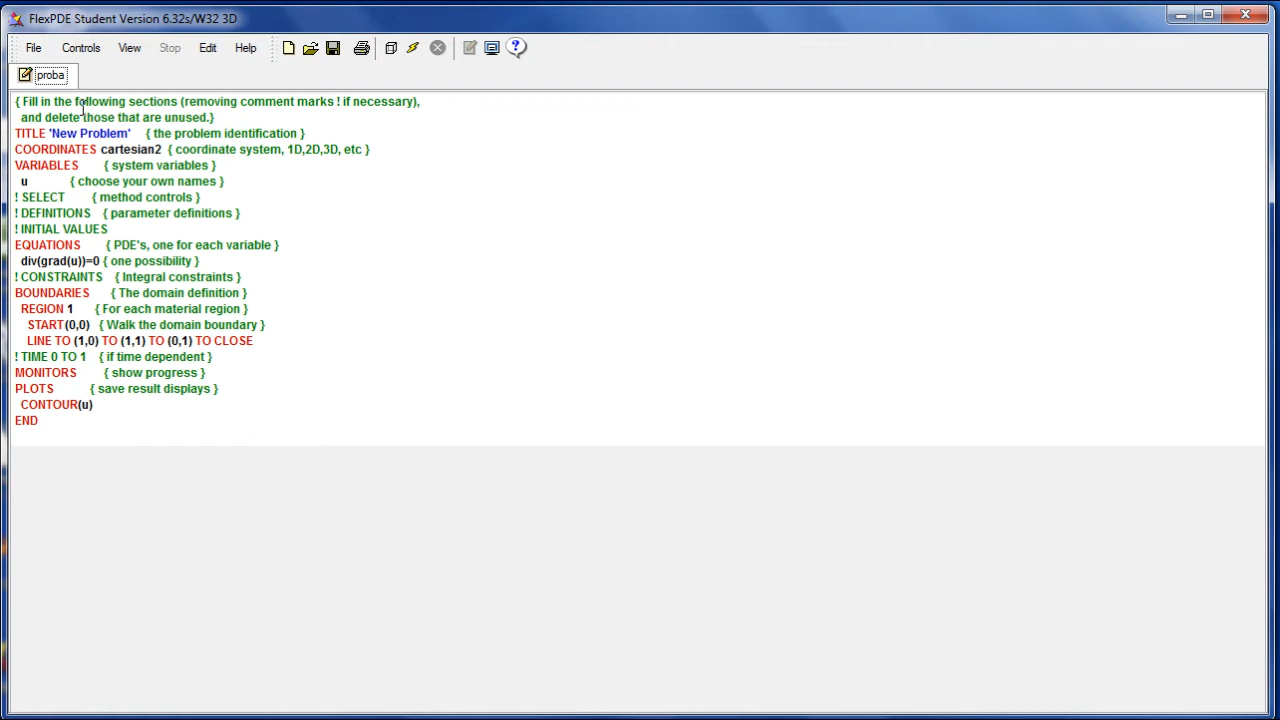 FlexPDE Student Version 6.32s/W32 3D
File Controls View Stop Edit Help
proba
{ Fill in the following sections (removing comment marks ! if necessary),
and delete those that are unused.}
TITLE 'New Problem' { the problem identification }
COORDINATES cartesian2 { coordinate system, 1D,2D,3D, etc }
VARIABLES { system variables }
u { choose your own names }
! SELECT { method controls }
! DEFINITIONS { parameter definitions }
! INITIAL VALUES
EQUATIONS { PDE's, one for each variable }
div(grad(u))=0 { one possibility }
! CONSTRAINTS { Integral constraints }
BOUNDARIES { The domain definition }
REGION 1 { For each material region }
START(0,0) { Walk the domain boundary }
LINE TO (1,0) TO (1,1) TO (0,1) TO CLOSE
! TIME 0 TO 1 { if time dependent }
MONITORS { show progress }
PLOTS { save result displays }
CONTOUR(u)
END